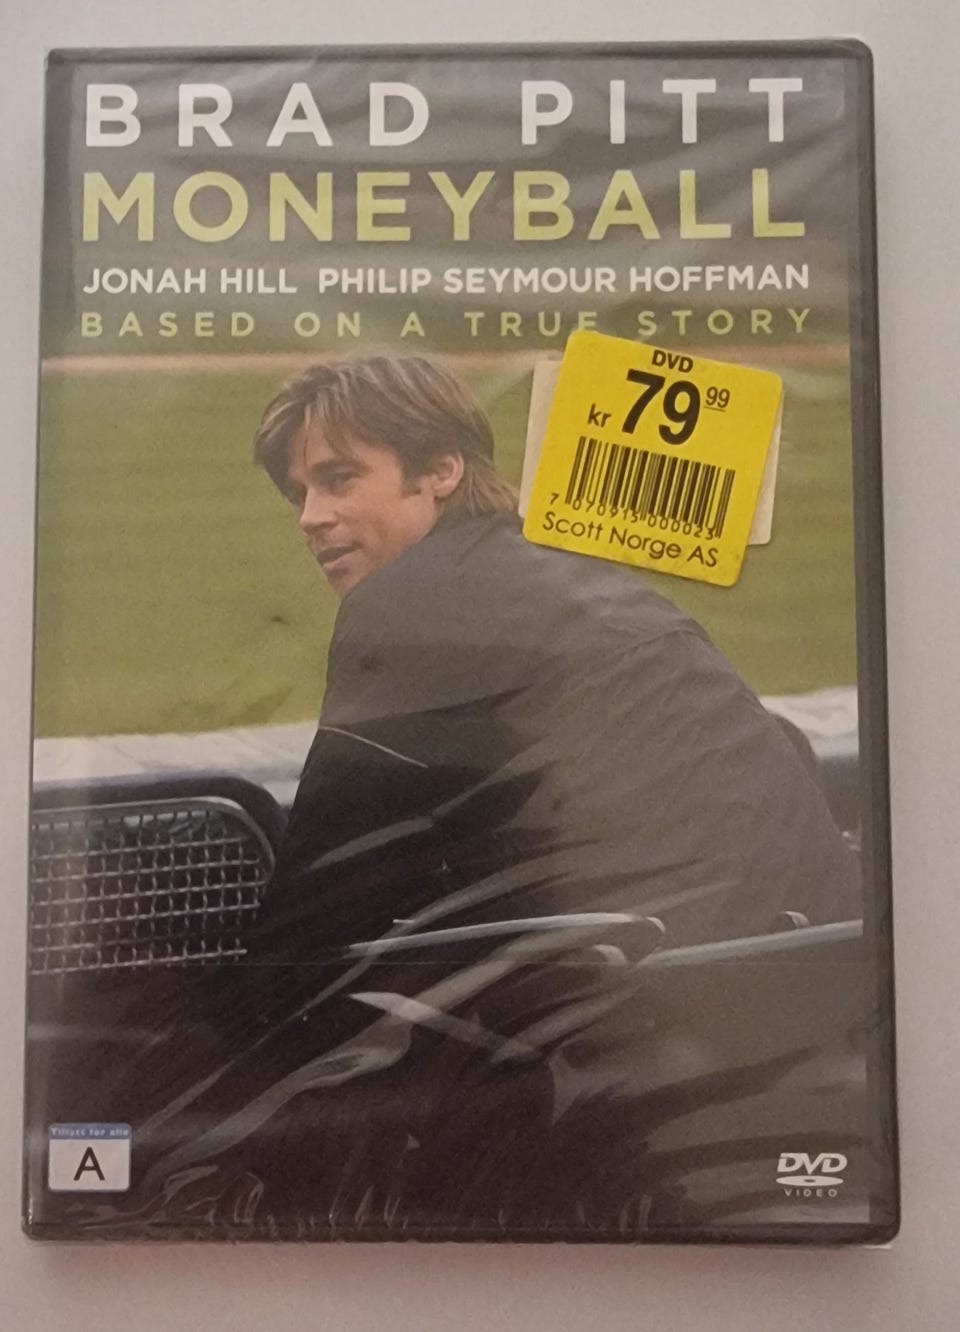 BRAD PITT
MONEYBALL
JONAH HILL PHILIP SEYMOUR HOFFMAN
BASED ON A TRUE STORY
DVD
kr 79 99
7 070915 000023
Scott Norge AS
Tillatt for alle
A
DVD
VIDEO